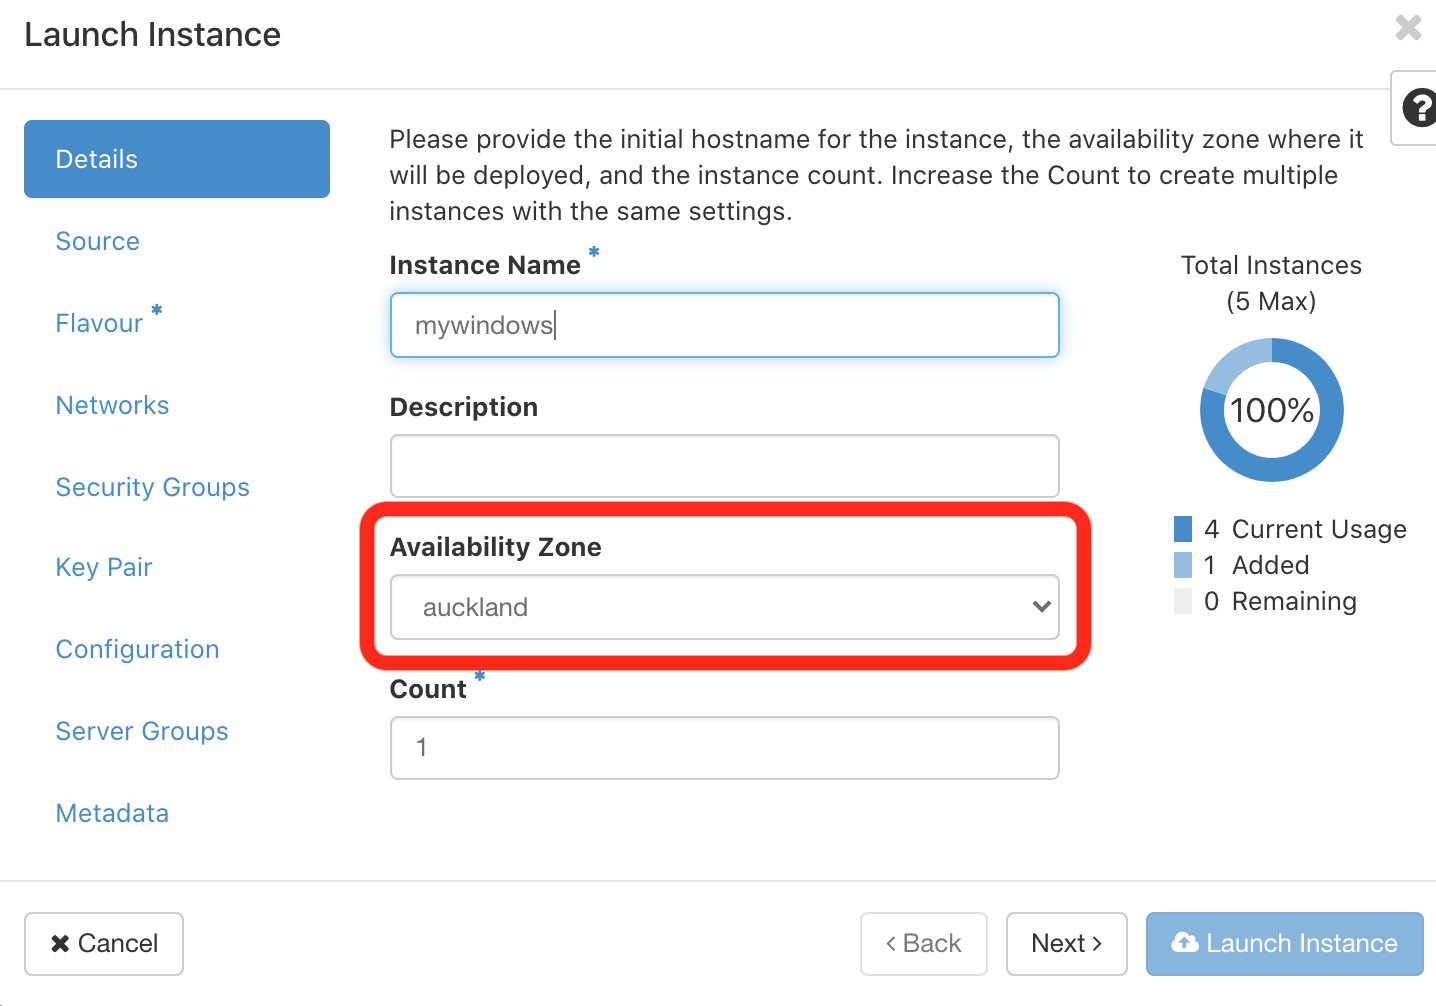 Launch Instance
Details
Source
Flavour *
Networks
Security Groups
Key Pair
Configuration
Server Groups
Metadata
Please provide the initial hostname for the instance, the availability zone where it
will be deployed, and the instance count. Increase the Count to create multiple
instances with the same settings.
Instance Name *
mywindows
Description
Availability Zone
auckland
Count *
1
Total Instances
(5 Max)
100%
4 Current Usage
1 Added
0 Remaining
Cancel
Back
Next
Launch Instance